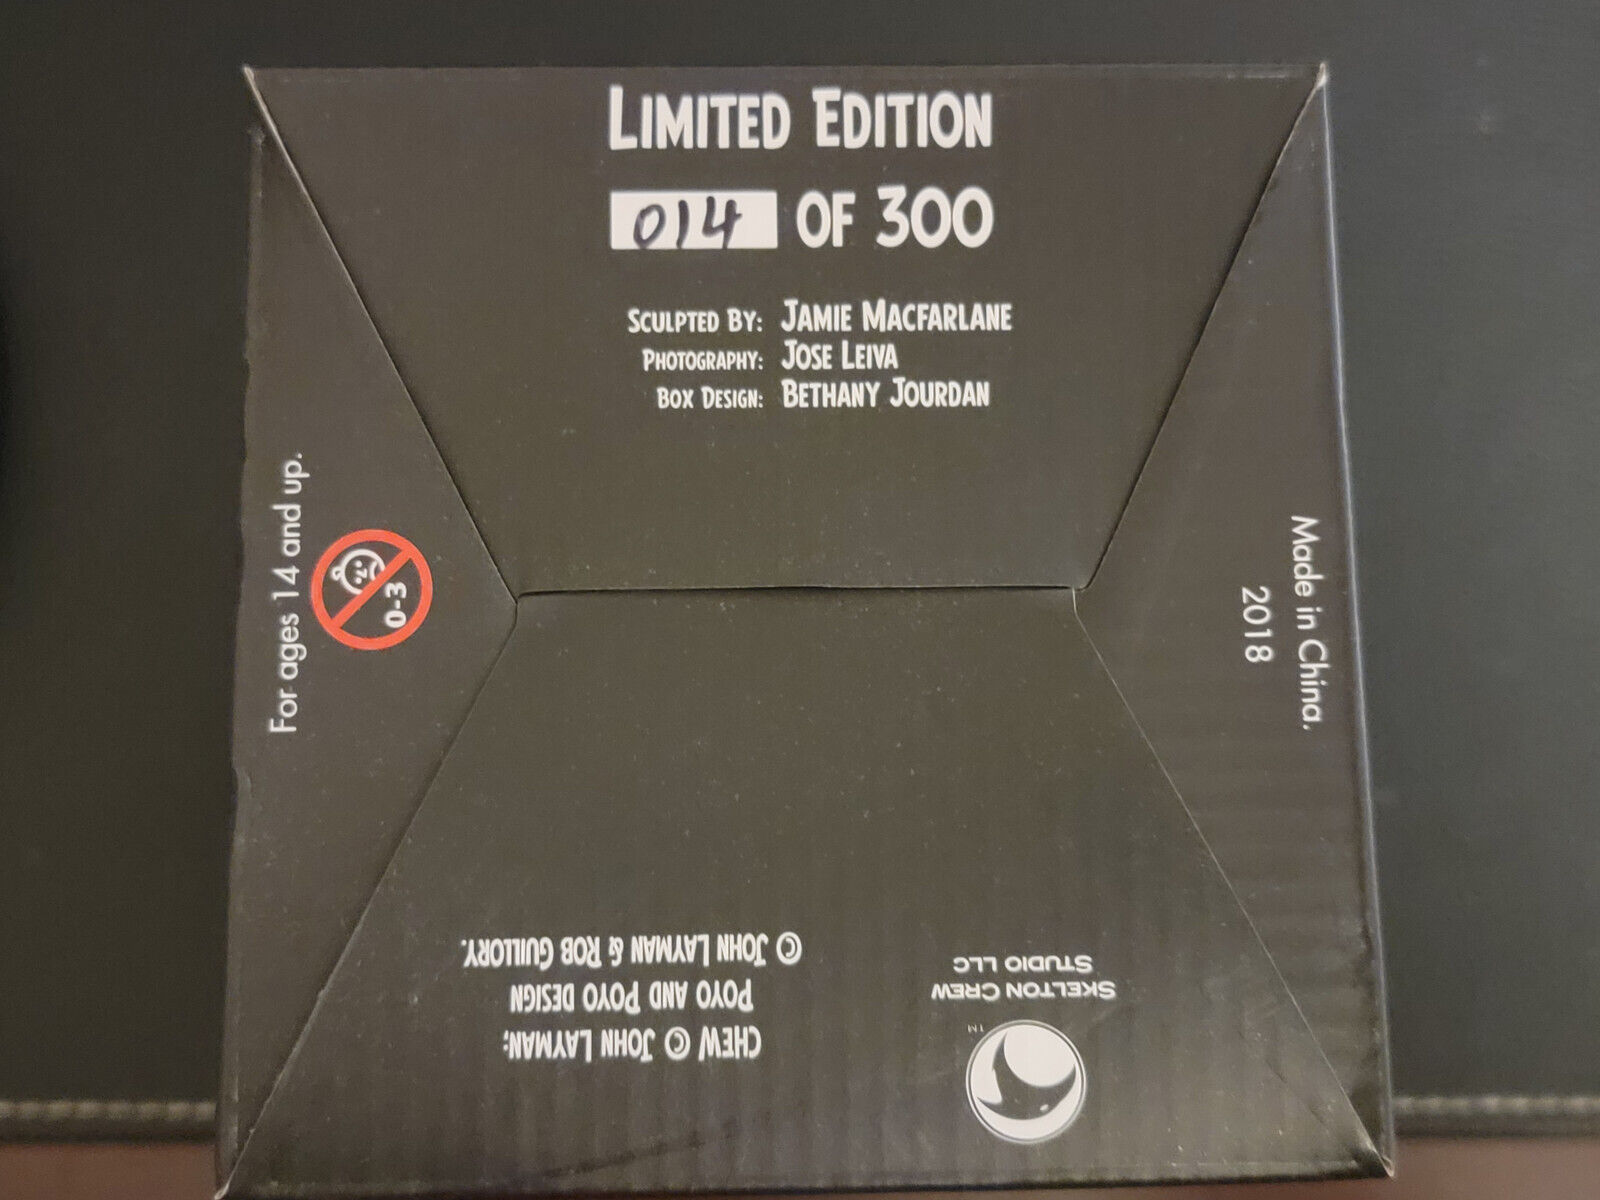 LIMITED EDITION
014 OF 300
SCULPTED BY: JAMIE MACFARLANE
PHOTOGRAPHY: JOSE LEIVA
BOX DESIGN: BETHANY JOURDAN
For ages 14 and up.
0-3
Made in China.
2018
CHEW © JOHN LAYMAN;
POYO AND POYO DESIGN
© JOHN LAYMAN & ROB GUILLORY.
TM
SKELTON CREW
STUDIO LLC